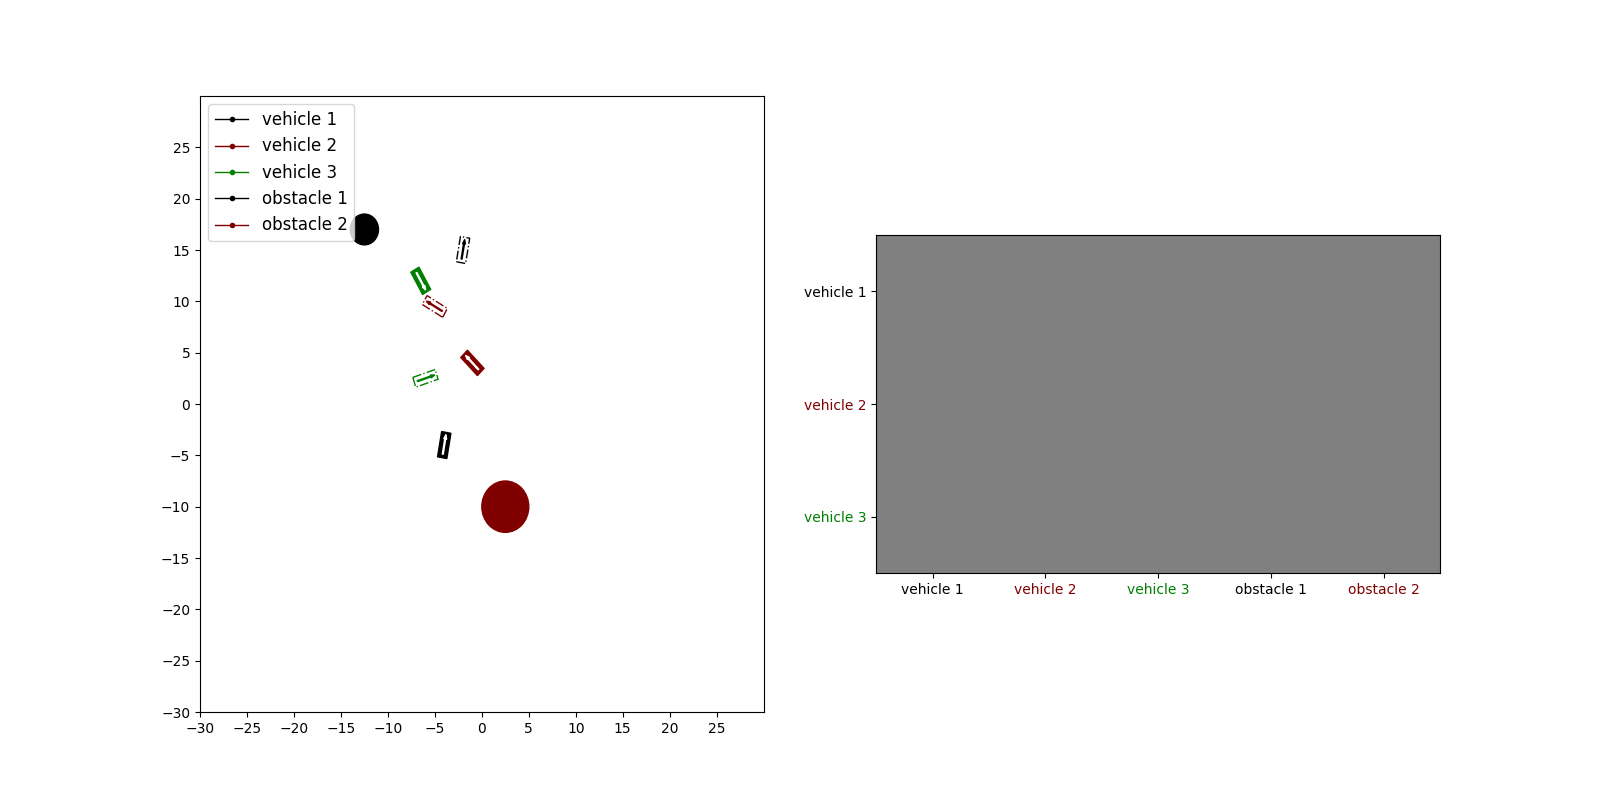 vehicle 1
vehicle 2
vehicle 3
obstacle 1
obstacle 2
25
20
15
10
5
0
−5
−10
−15
−20
−25
−30
−30 −25 −20 −15 −10 −5 0 5 10 15 20 25
vehicle 1
vehicle 2
vehicle 3
vehicle 1 vehicle 2 vehicle 3 obstacle 1 obstacle 2